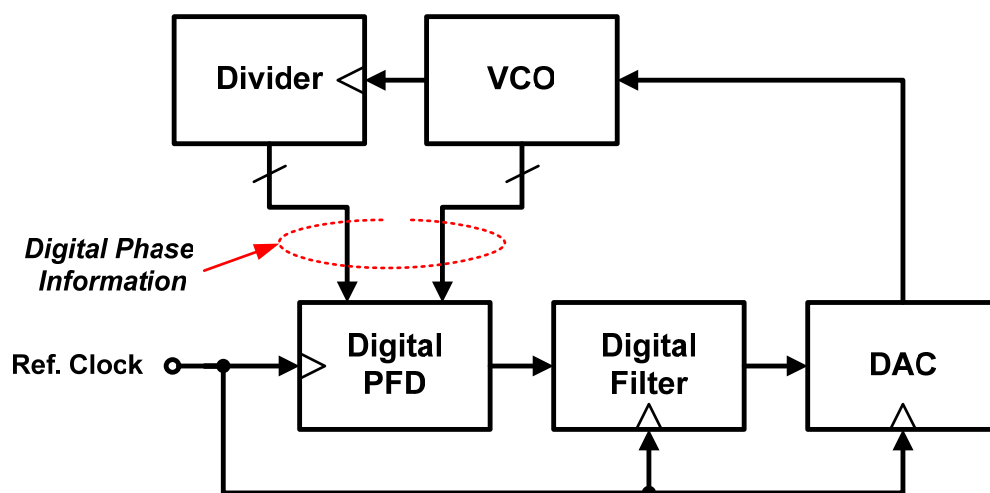 Divider
VCO
Digital Phase
Information
Ref. Clock
Digital
PFD
Digital
Filter
DAC